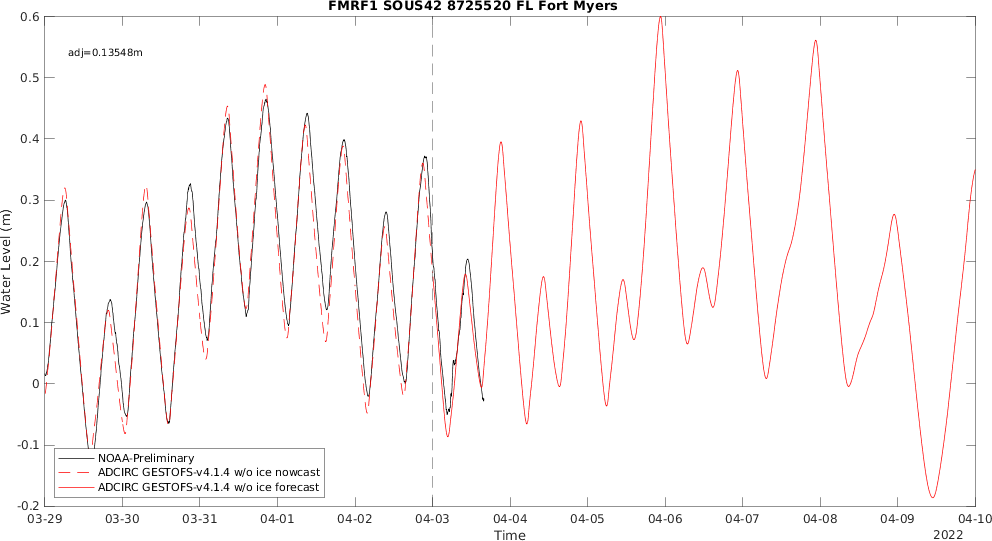 FMRF1 SOUS42 8725520 FL Fort Myers
0.6
adj=0.13548m
0.5
0.4
0.3
0.2
0.1
0
-0.1
-0.2
Water Level (m)
NOAA-Preliminary
ADCIRC GESTOFS-v4.1.4 w/o ice nowcast
ADCIRC GESTOFS-v4.1.4 w/o ice forecast
03-29 03-30 03-31 04-01 04-02 04-03 04-04 04-05 04-06 04-07 04-08 04-09 04-10
Time
2022